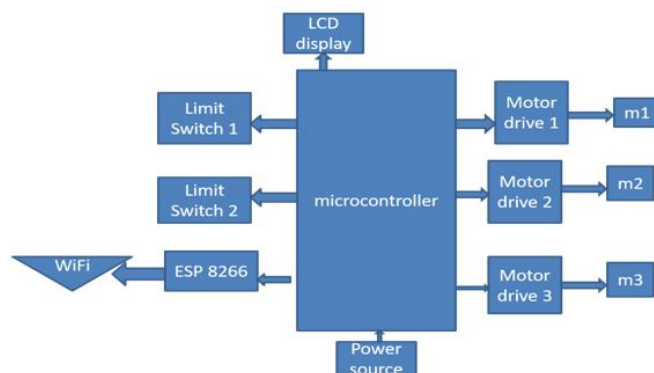 LCD
display
Limit
Switch 1
Motor
drive 1
m1
Limit
Switch 2
microcontroller
Motor
drive 2
m2
WiFi
ESP 8266
Motor
drive 3
m3
Power
source